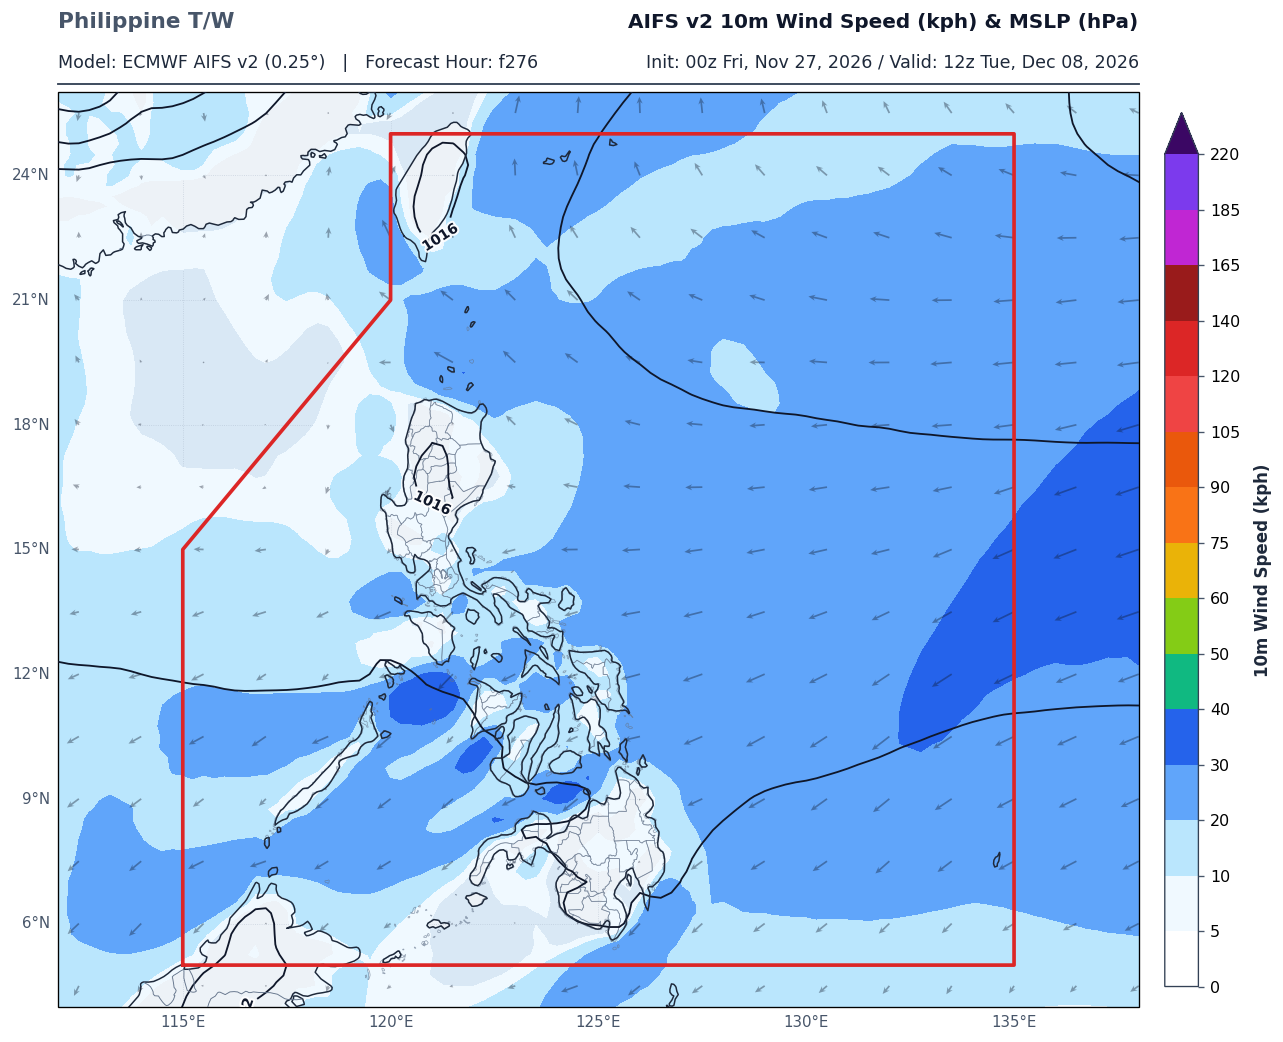 Philippine T/W
AIFS v2 10m Wind Speed (kph) & MSLP (hPa)
Model: ECMWF AIFS v2 (0.25°) | Forecast Hour: f276
Init: 00z Fri, Nov 27, 2026 / Valid: 12z Tue, Dec 08, 2026
24°N
21°N
18°N
15°N
12°N
9°N
6°N
1016
1016
2
115°E
120°E
125°E
130°E
135°E
220
185
165
140
120
105
90
75
60
50
40
30
20
10
5
0
10m Wind Speed (kph)